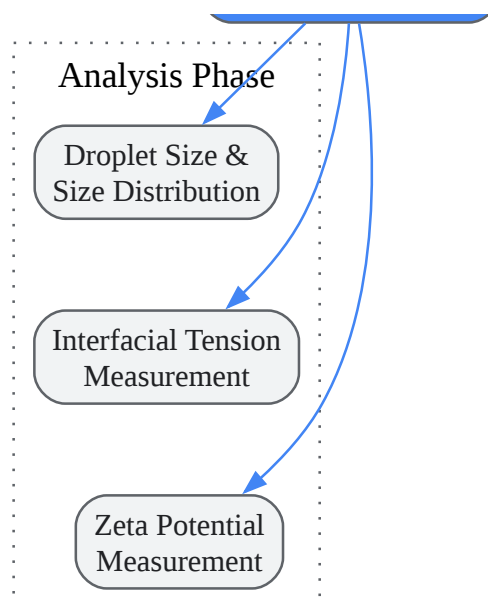 Analysis Phase
Droplet Size &
Size Distribution
Interfacial Tension
Measurement
Zeta Potential
Measurement